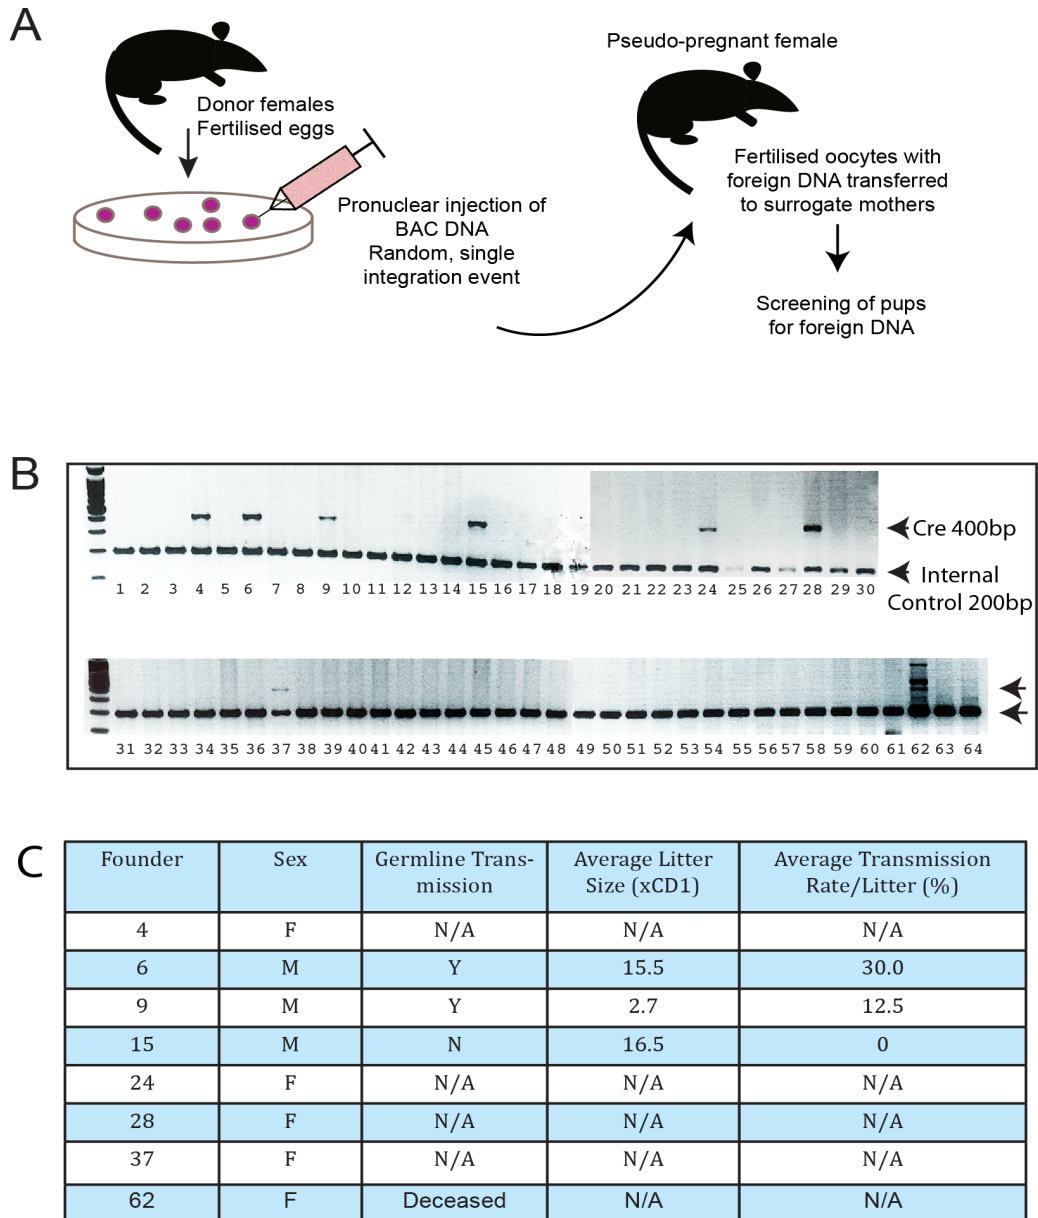 A
Donor females
Fertilised eggs
Pronuclear injection of
BAC DNA
Random, single
integration event
Pseudo-pregnant female
Fertilised oocytes with
foreign DNA transferred
to surrogate mothers
Screening of pups
for foreign DNA
B
Cre 400bp
Internal
Control 200bp
1 2 3 4 5 6 7 8 9 10 11 12 13 14 15 16 17 18 19 20 21 22 23 24 25 26 27 28 29 30
31 32 33 34 35 36 37 38 39 40 41 42 43 44 45 46 47 48 49 50 51 52 53 54 55 56 57 58 59 60 61 62 63 64
C
Founder Sex Germline Trans- Average Litter Average Transmission
mission Size (xCD1) Rate/Litter (%)
4 F N/A N/A N/A
6 M Y 15.5 30.0
9 M Y 2.7 12.5
15 M N 16.5 0
24 F N/A N/A N/A
28 F N/A N/A N/A
37 F N/A N/A N/A
62 F Deceased N/A N/A